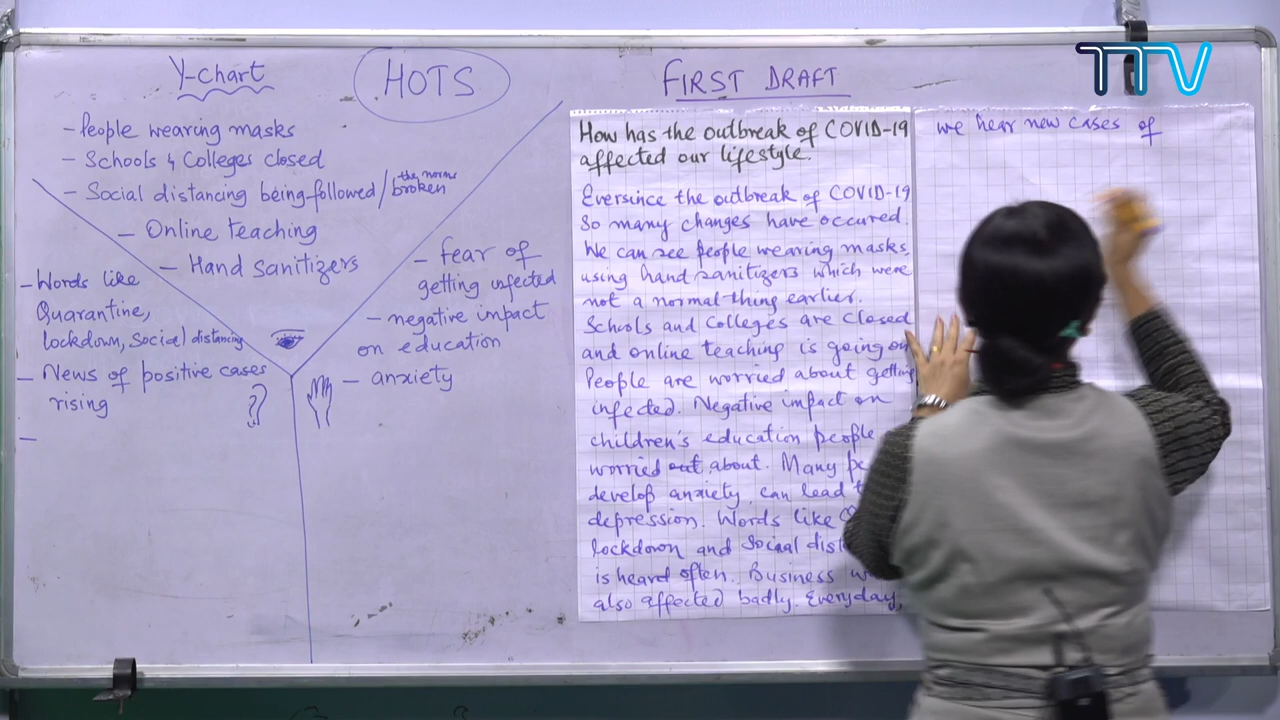 Y-chart
HOTS
- People wearing masks
- Schools & Colleges closed
- Social distancing being followed/ the norms broken
- Online teaching
- Hand sanitizers
- Words like
Quarantine,
lockdown, Social distancing
- News of positive cases
rising
-
- fear of
getting infected
- negative impact
on education
- anxiety
FIRST DRAFT
How has the outbreak of COVID-19
affected our lifestyle.
Eversince the outbreak of COVID-19
So many changes have occured.
We can see people wearing masks,
using hand sanitizers which were
not a normal thing earlier.
Schools and Colleges are closed
and online teaching is going on
People are worried about getting
infected. Negative impact on
children's education people
worried about. Many
develop anxiety, can lead
depression. Words like
lockdown and Social
is heard often. Business
also affected badly. Everyday,
we hear new cases of
TTV